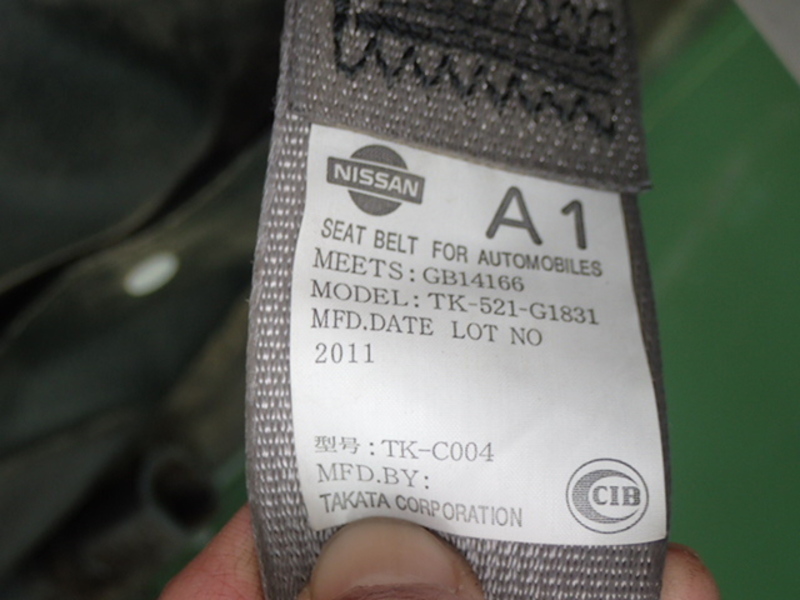 NISSAN
A1
SEAT BELT FOR AUTOMOBILES
MEETS:GB14166
MODEL:TK-521-G1831
MFD.DATE LOT NO
2011
型号:TK-C004
MFD.BY:
TAKATA CORPORATION
CIB